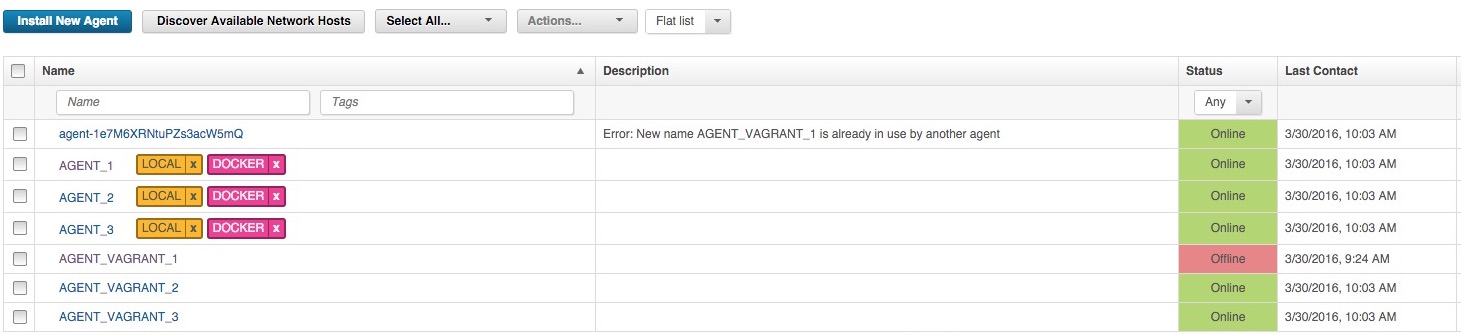 Install New Agent Discover Available Network Hosts Select All... Actions... Flat list
Name Description Status Last Contact
Name Tags Any
agent-1e7M6XRNtuPZs3acW5mQ Error: New name AGENT_VAGRANT_1 is already in use by another agent Online 3/30/2016, 10:03 AM
AGENT_1 LOCAL x DOCKER x Online 3/30/2016, 10:03 AM
AGENT_2 LOCAL x DOCKER x Online 3/30/2016, 10:03 AM
AGENT_3 LOCAL x DOCKER x Online 3/30/2016, 10:03 AM
AGENT_VAGRANT_1 Offline 3/30/2016, 9:24 AM
AGENT_VAGRANT_2 Online 3/30/2016, 10:03 AM
AGENT_VAGRANT_3 Online 3/30/2016, 10:03 AM